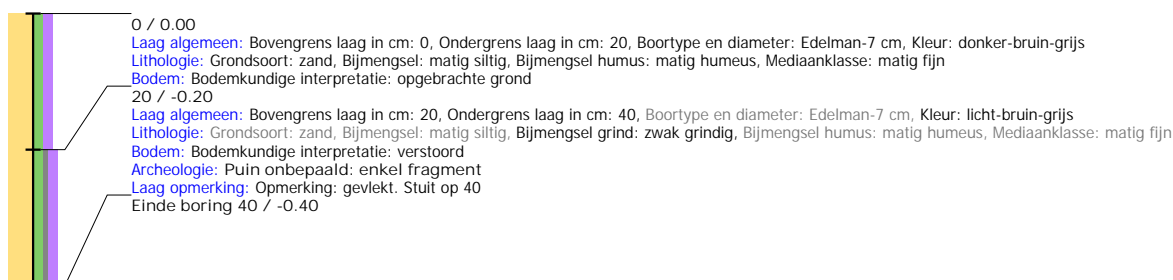 0 / 0.00
Laag algemeen: Bovengrens laag in cm: 0, Ondergrens laag in cm: 20, Boortype en diameter: Edelman-7 cm, Kleur: donker-bruin-grijs
Lithologie: Grondsoort: zand, Bijmengsel: matig siltig, Bijmengsel humus: matig humeus, Mediaanklasse: matig fijn
Bodem: Bodemkundige interpretatie: opgebrachte grond
20 / -0.20
Laag algemeen: Bovengrens laag in cm: 20, Ondergrens laag in cm: 40, Boortype en diameter: Edelman-7 cm, Kleur: licht-bruin-grijs
Lithologie: Grondsoort: zand, Bijmengsel: matig siltig, Bijmengsel grind: zwak grindig, Bijmengsel humus: matig humeus, Mediaanklasse: matig fijn
Bodem: Bodemkundige interpretatie: verstoord
Archeologie: Puin onbepaald: enkel fragment
Laag opmerking: Opmerking: gevlekt. Stuit op 40
Einde boring 40 / -0.40